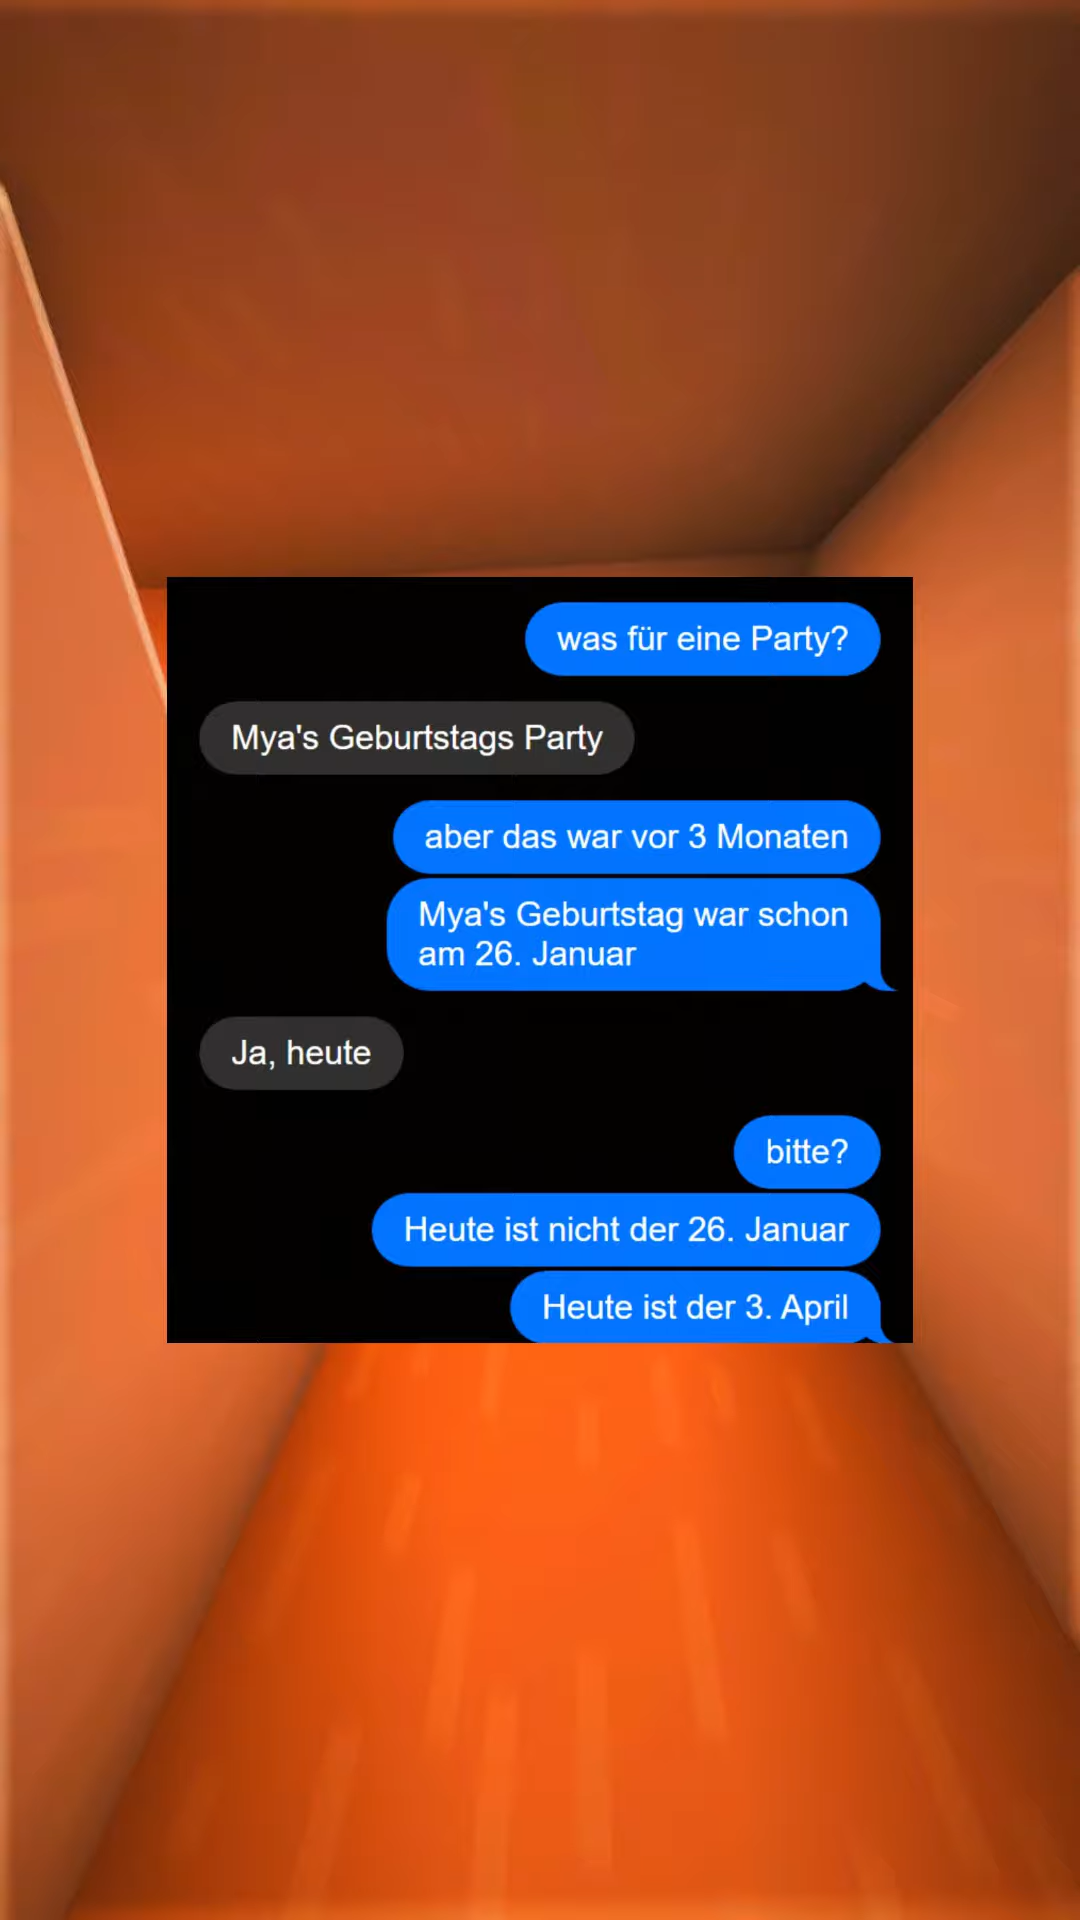 was für eine Party?
Mya's Geburtstags Party
aber das war vor 3 Monaten
Mya's Geburtstag war schon
am 26. Januar
Ja, heute
bitte?
Heute ist nicht der 26. Januar
Heute ist der 3. April